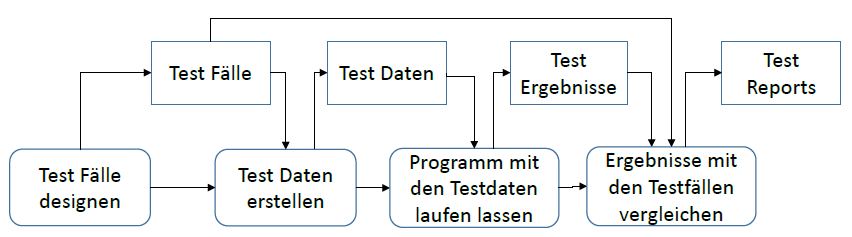 Test Fälle
Test Daten
Test
Ergebnisse
Test
Reports
Test Fälle
designen
Test Daten
erstellen
Programm mit
den Testdaten
laufen lassen
Ergebnisse mit
den Testfällen
vergleichen